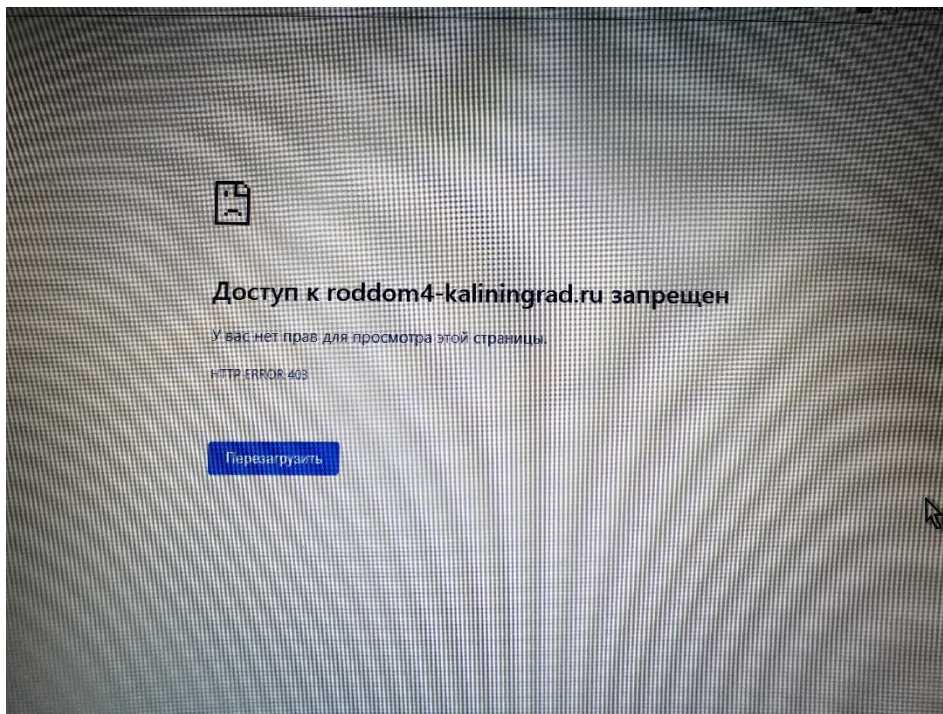 Доступ к roddom4-kaliningrad.ru запрещен
У вас нет прав для просмотра этой страницы.
HTTP ERROR 403
Перезагрузить